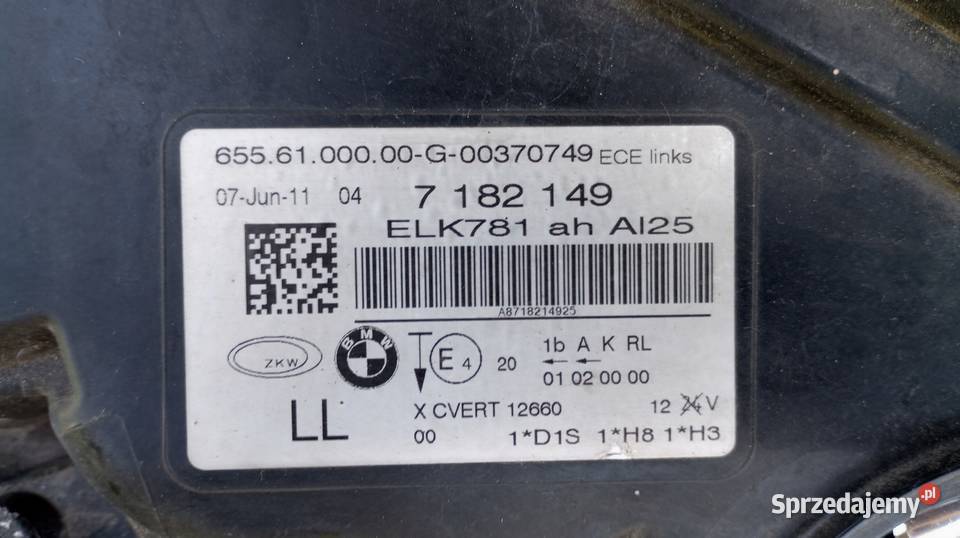 655.61.000.00-G-00370749 ECE links
07-Jun-11 04 7 182 149
ELK781 ah AI25
A8718214925
ZKW BMW E4 20 1b A K RL
01 02 00 00
LL X CVERT 12660 12 24 V
00 1*D1S 1*H8 1*H3
Sprzedajemy.pl